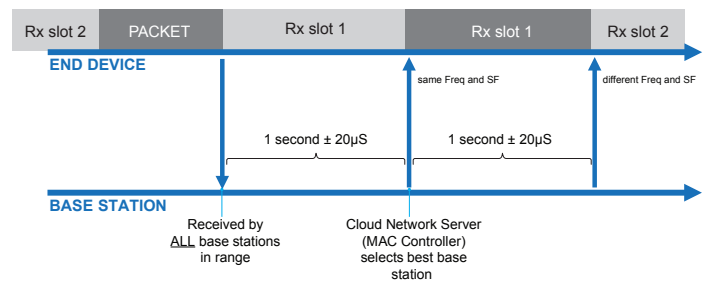 Rx slot 2 PACKET Rx slot 1 Rx slot 1 Rx slot 2
END DEVICE
same Freq and SF
different Freq and SF
1 second ± 20µS
1 second ± 20µS
BASE STATION
Received by
ALL base stations
in range
Cloud Network Server
(MAC Controller)
selects best base
station